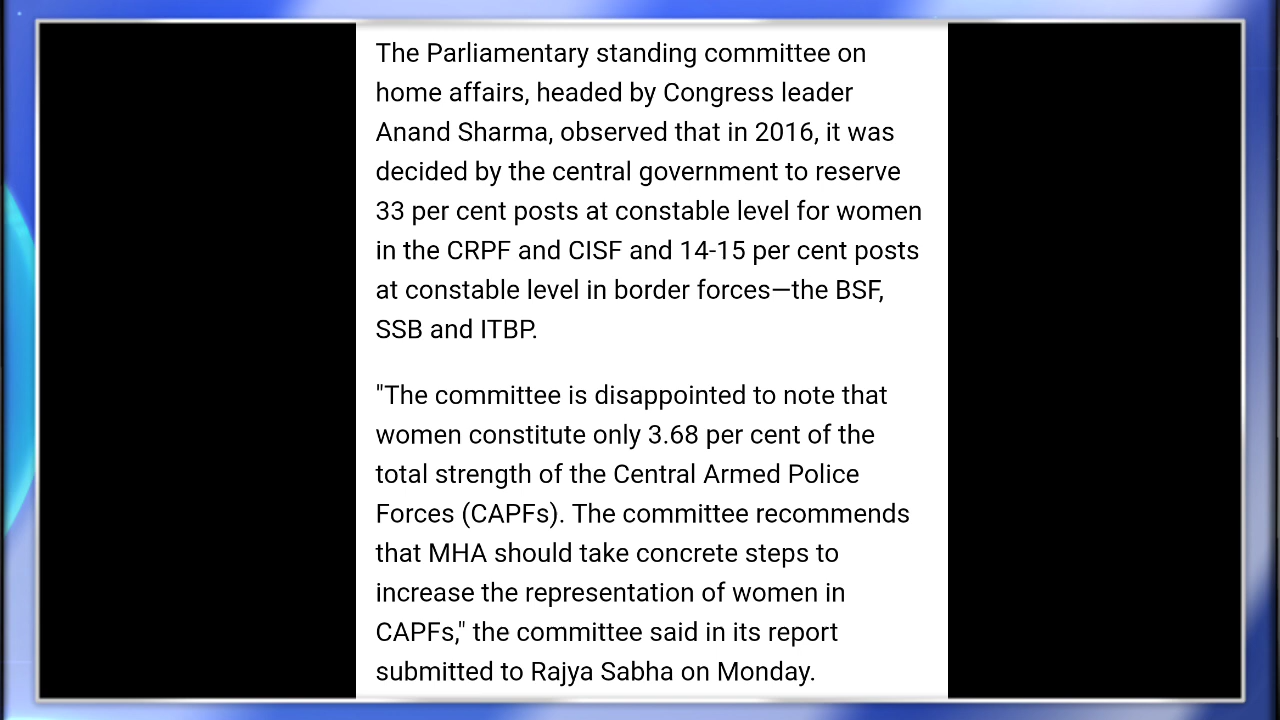 The Parliamentary standing committee on
home affairs, headed by Congress leader
Anand Sharma, observed that in 2016, it was
decided by the central government to reserve
33 per cent posts at constable level for women
in the CRPF and CISF and 14-15 per cent posts
at constable level in border forces—the BSF,
SSB and ITBP.
"The committee is disappointed to note that
women constitute only 3.68 per cent of the
total strength of the Central Armed Police
Forces (CAPFs). The committee recommends
that MHA should take concrete steps to
increase the representation of women in
CAPFs," the committee said in its report
submitted to Rajya Sabha on Monday.